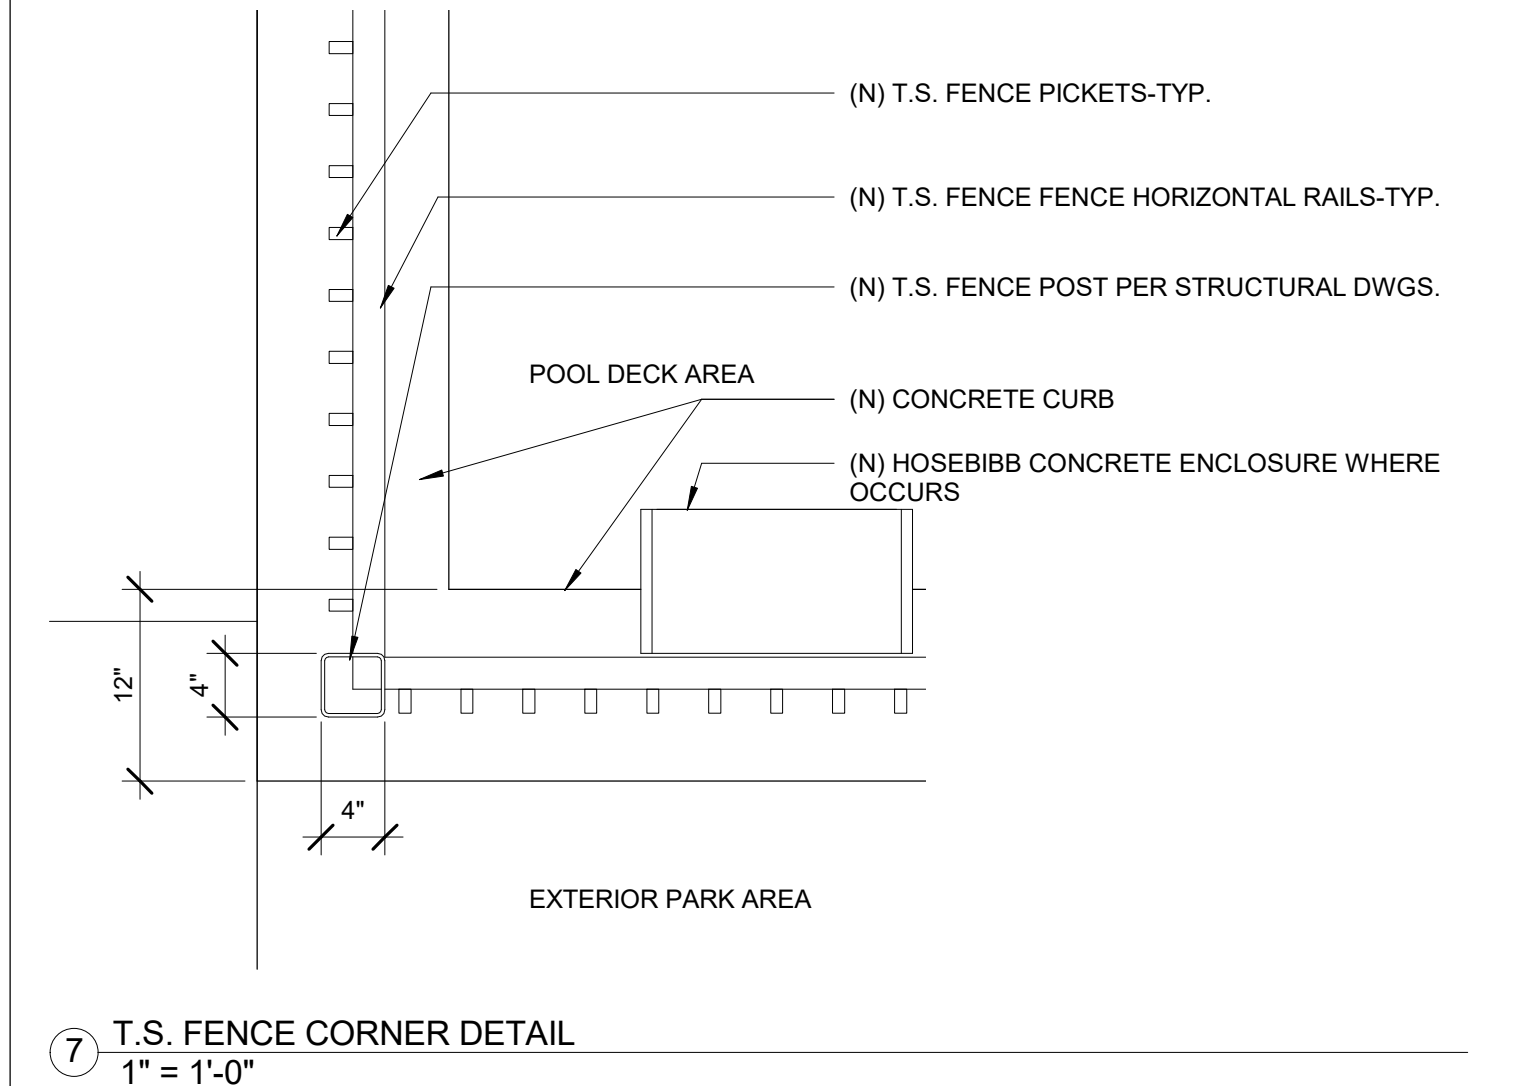 (N) T.S. FENCE PICKETS-TYP.
(N) T.S. FENCE FENCE HORIZONTAL RAILS-TYP.
(N) T.S. FENCE POST PER STRUCTURAL DWGS.
POOL DECK AREA
(N) CONCRETE CURB
(N) HOSEBIBB CONCRETE ENCLOSURE WHERE
OCCURS
12"
4"
4"
EXTERIOR PARK AREA
7
T.S. FENCE CORNER DETAIL
1" = 1'-0"